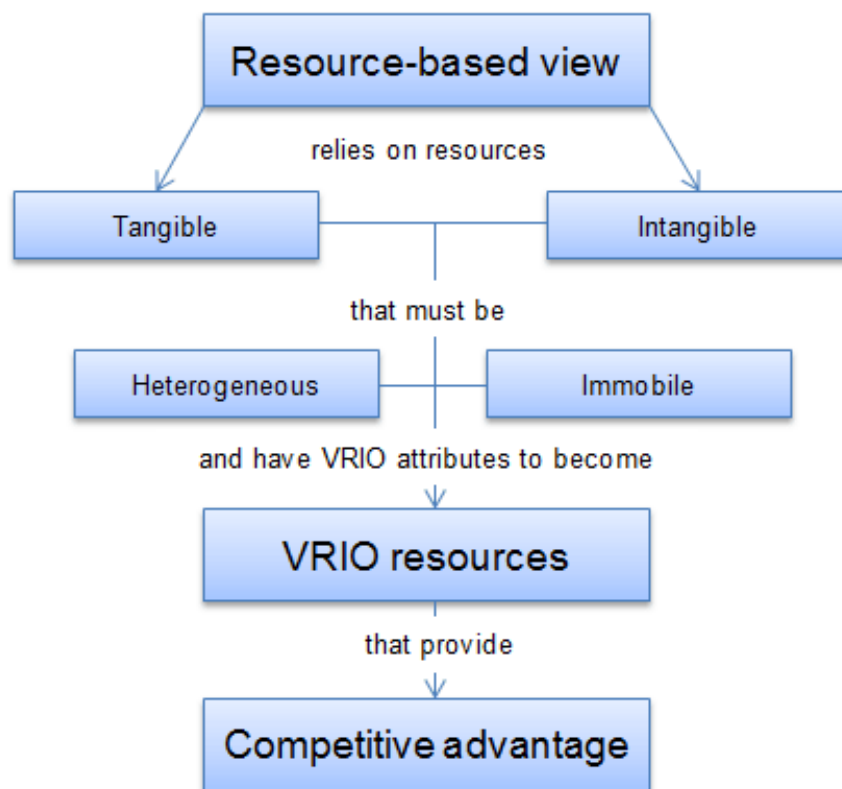 Resource-based view
relies on resources
Tangible
Intangible
that must be
Heterogeneous
Immobile
and have VRIO attributes to become
VRIO resources
that provide
Competitive advantage